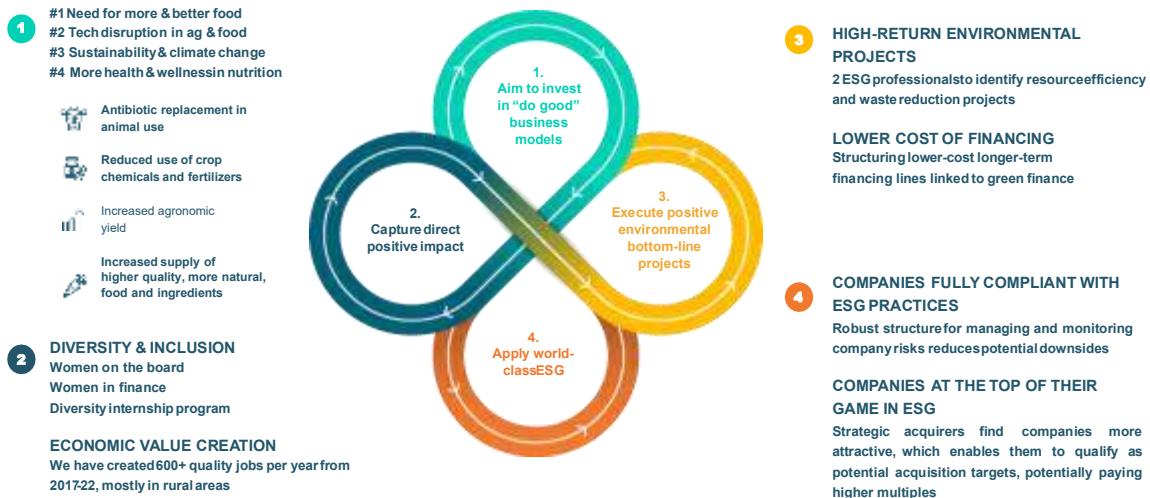 1
#1 Need for more & better food
#2 Tech disruption in ag & food
#3 Sustainability & climate change
#4 More health & wellnessin nutrition
Antibiotic replacement in
animal use
Reduced use of crop
chemicals and fertilizers
Increased agronomic
yield
Increased supply of
higher quality, more natural,
food and ingredients
2
DIVERSITY & INCLUSION
Women on the board
Women in finance
Diversity internship program
ECONOMIC VALUE CREATION
We have created 600+ quality jobs per year from
2017-22, mostly in rural areas
1.
Aim to invest
in “do good”
business
models
2.
Capture direct
positive impact
3.
Execute positive
environmental
bottom-line
projects
4.
Apply world-
classESG
3
HIGH-RETURN ENVIRONMENTAL
PROJECTS
2 ESG professionalsto identify resourceefficiency
and waste reduction projects
LOWER COST OF FINANCING
Structuring lower-cost longer-term
financing lines linked to green finance
4
COMPANIES FULLY COMPLIANT WITH
ESG PRACTICES
Robust structure for managing and monitoring
company risks reduces potential downsides
COMPANIES AT THE TOP OF THEIR
GAME IN ESG
Strategic acquirers find companies more
attractive, which enables them to qualify as
potential acquisition targets, potentially paying
higher multiples